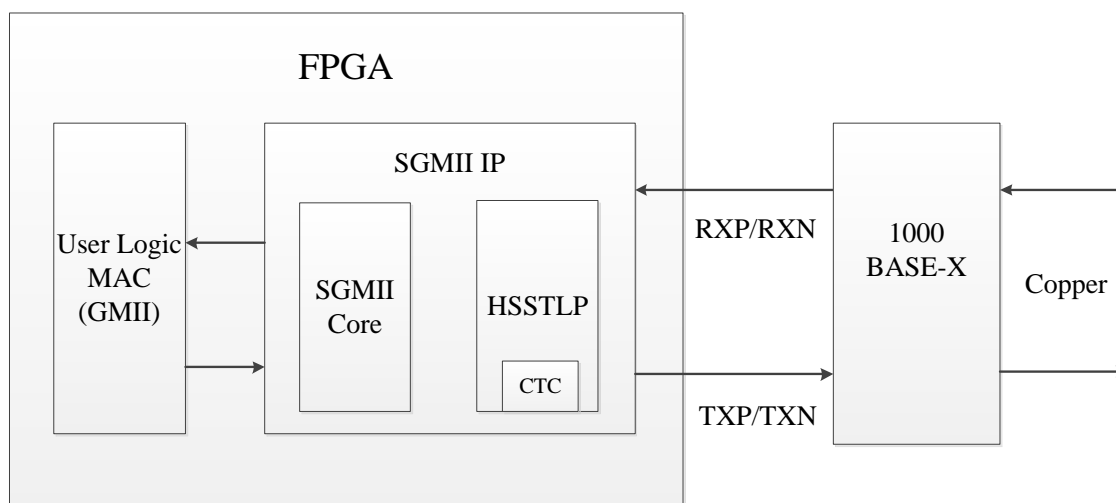 FPGA
SGMII IP
User Logic
MAC
(GMII)
SGMII
Core
HSSTLP
CTC
RXP/RXN
TXP/TXN
1000
BASE-X
Copper